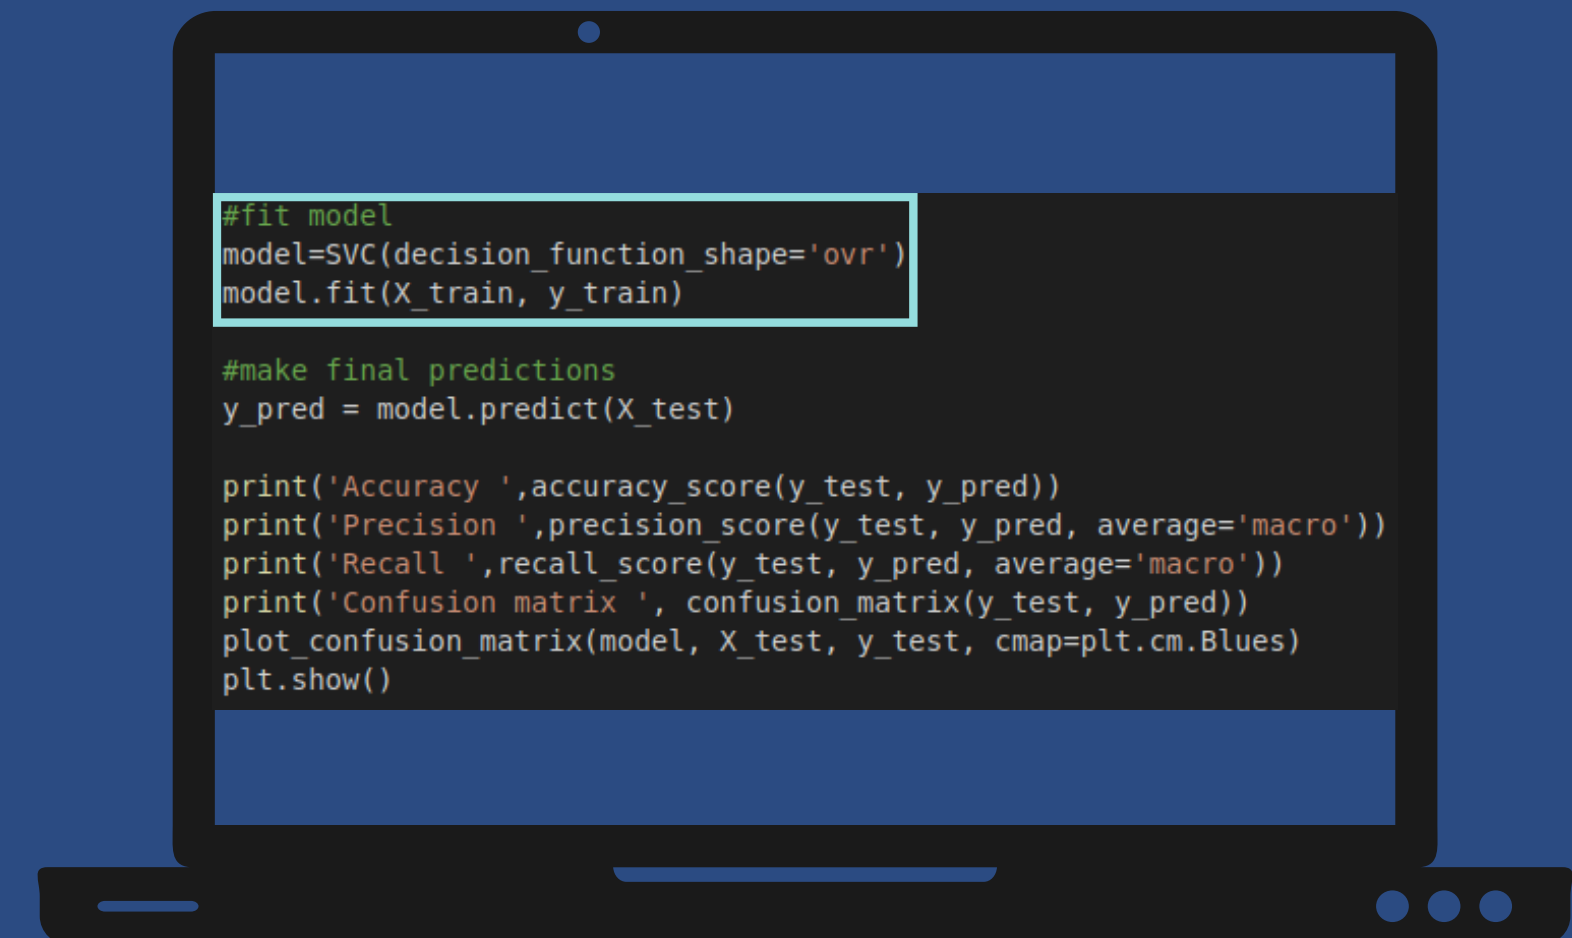 #fit model
model=SVC(decision_function_shape='ovr')
model.fit(X_train, y_train)
#make final predictions
y_pred = model.predict(X_test)
print('Accuracy ',accuracy_score(y_test, y_pred))
print('Precision ',precision_score(y_test, y_pred, average='macro'))
print('Recall ',recall_score(y_test, y_pred, average='macro'))
print('Confusion matrix ', confusion_matrix(y_test, y_pred))
plot_confusion_matrix(model, X_test, y_test, cmap=plt.cm.Blues)
plt.show()